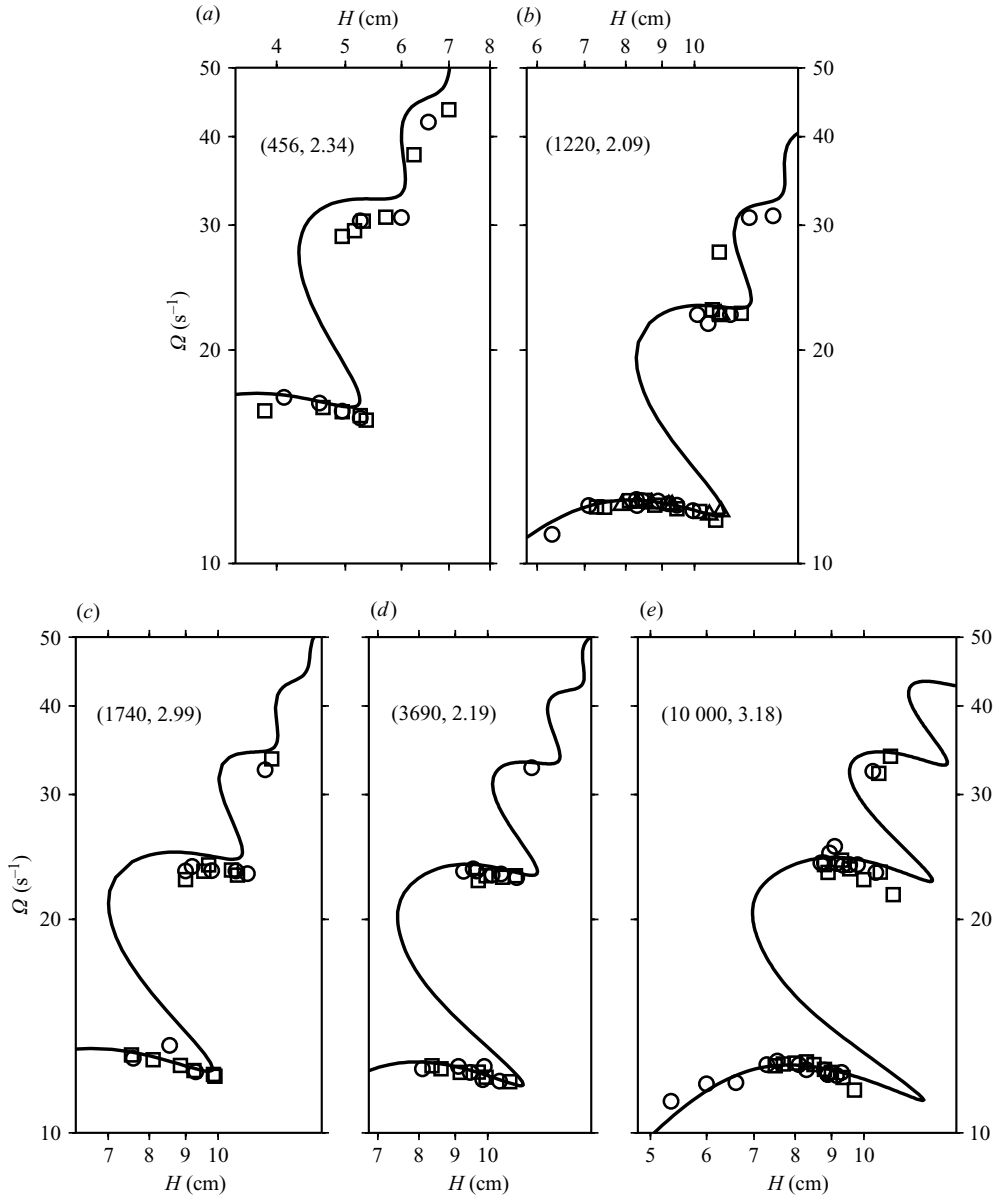 (a) H (cm) (b) H (cm)
4 5 6 7 8 6 7 8 9 10
50 50
40 40
(456, 2.34) (1220, 2.09)
30 30
Ω (s⁻¹)
20 20
10 10
(c) (d) (e)
50 50
40 40
(1740, 2.99) (3690, 2.19) (10 000, 3.18)
30 30
Ω (s⁻¹)
20 20
10 10
7 8 9 10 7 8 9 10 5 6 7 8 9 10
H (cm) H (cm) H (cm)